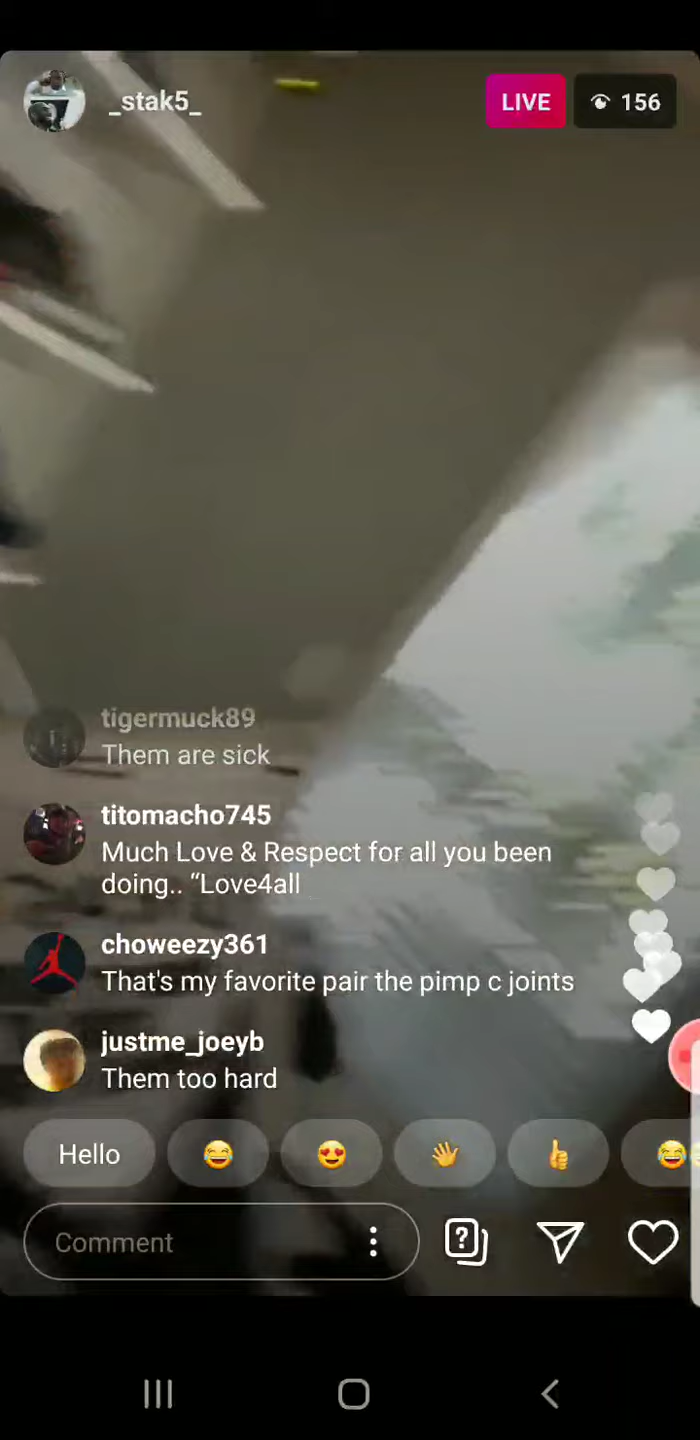 _stak5_
LIVE
156
tigermuck89
Them are sick
titomacho745
Much Love & Respect for all you been
doing.. “Love4all
choweezy361
That's my favorite pair the pimp c joints
justme_joeyb
Them too hard
Hello
Comment